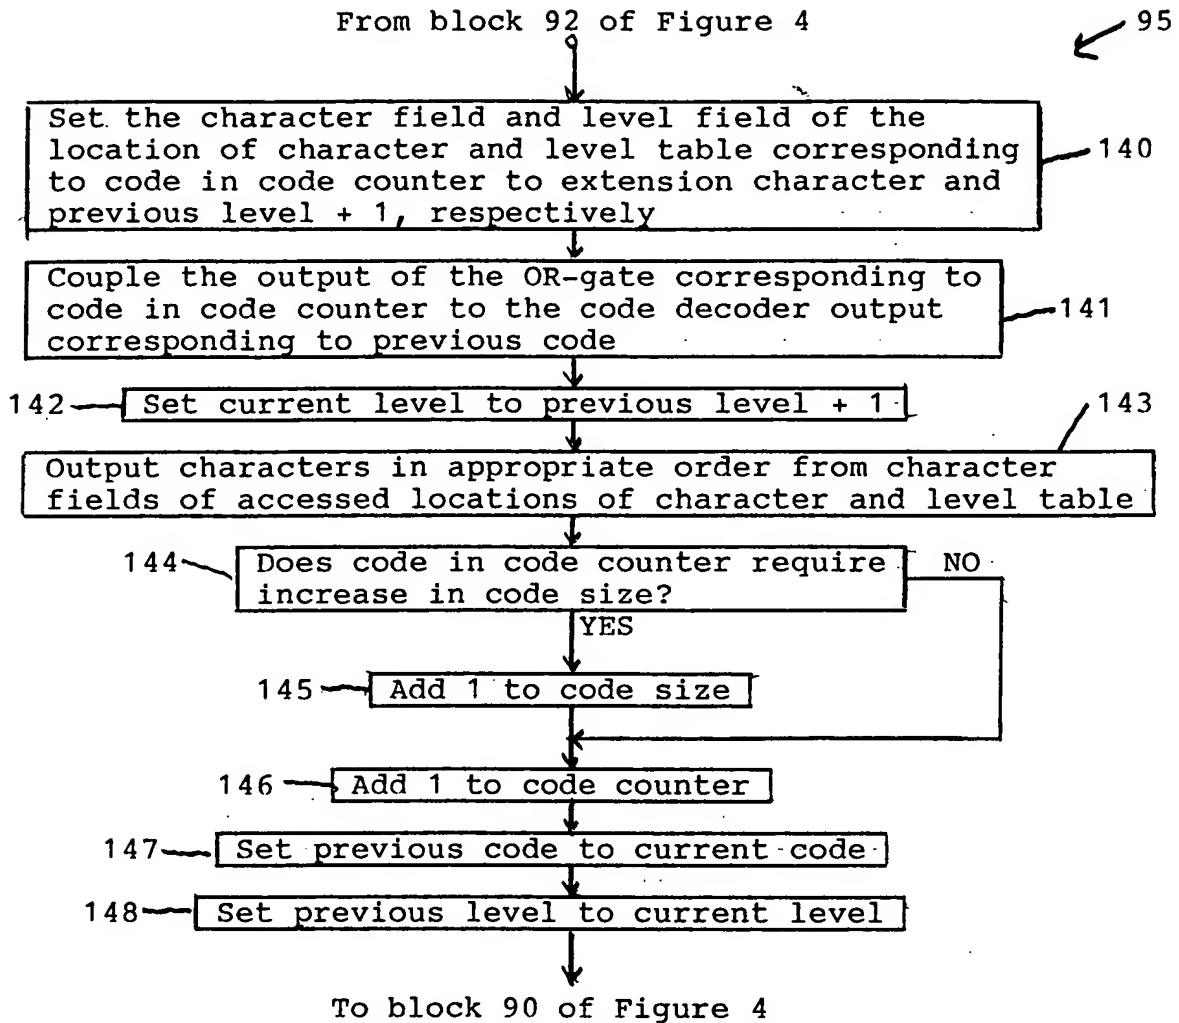 From block 92 of Figure 4
95
Set the character field and level field of the
location of character and level table corresponding
to code in code counter to extension character and
previous level + 1, respectively
140
Couple the output of the OR-gate corresponding to
code in code counter to the code decoder output
corresponding to previous code
141
142
Set current level to previous level + 1
143
Output characters in appropriate order from character
fields of accessed locations of character and level table
144
Does code in code counter require
increase in code size?
NO
YES
145
Add 1 to code size
146
Add 1 to code counter
147
Set previous code to current code
148
Set previous level to current level
To block 90 of Figure 4